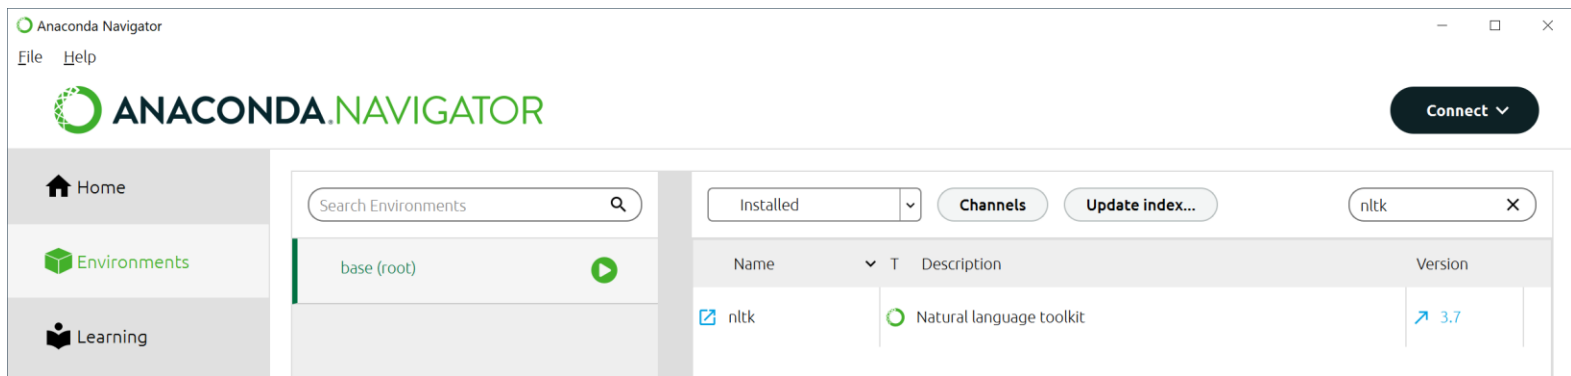 Anaconda Navigator
File Help
ANACONDA.NAVIGATOR
Connect
Home
Environments
Learning
Search Environments
base (root)
Installed Channels Update index... nltk
Name T Description Version
nltk Natural language toolkit 3.7